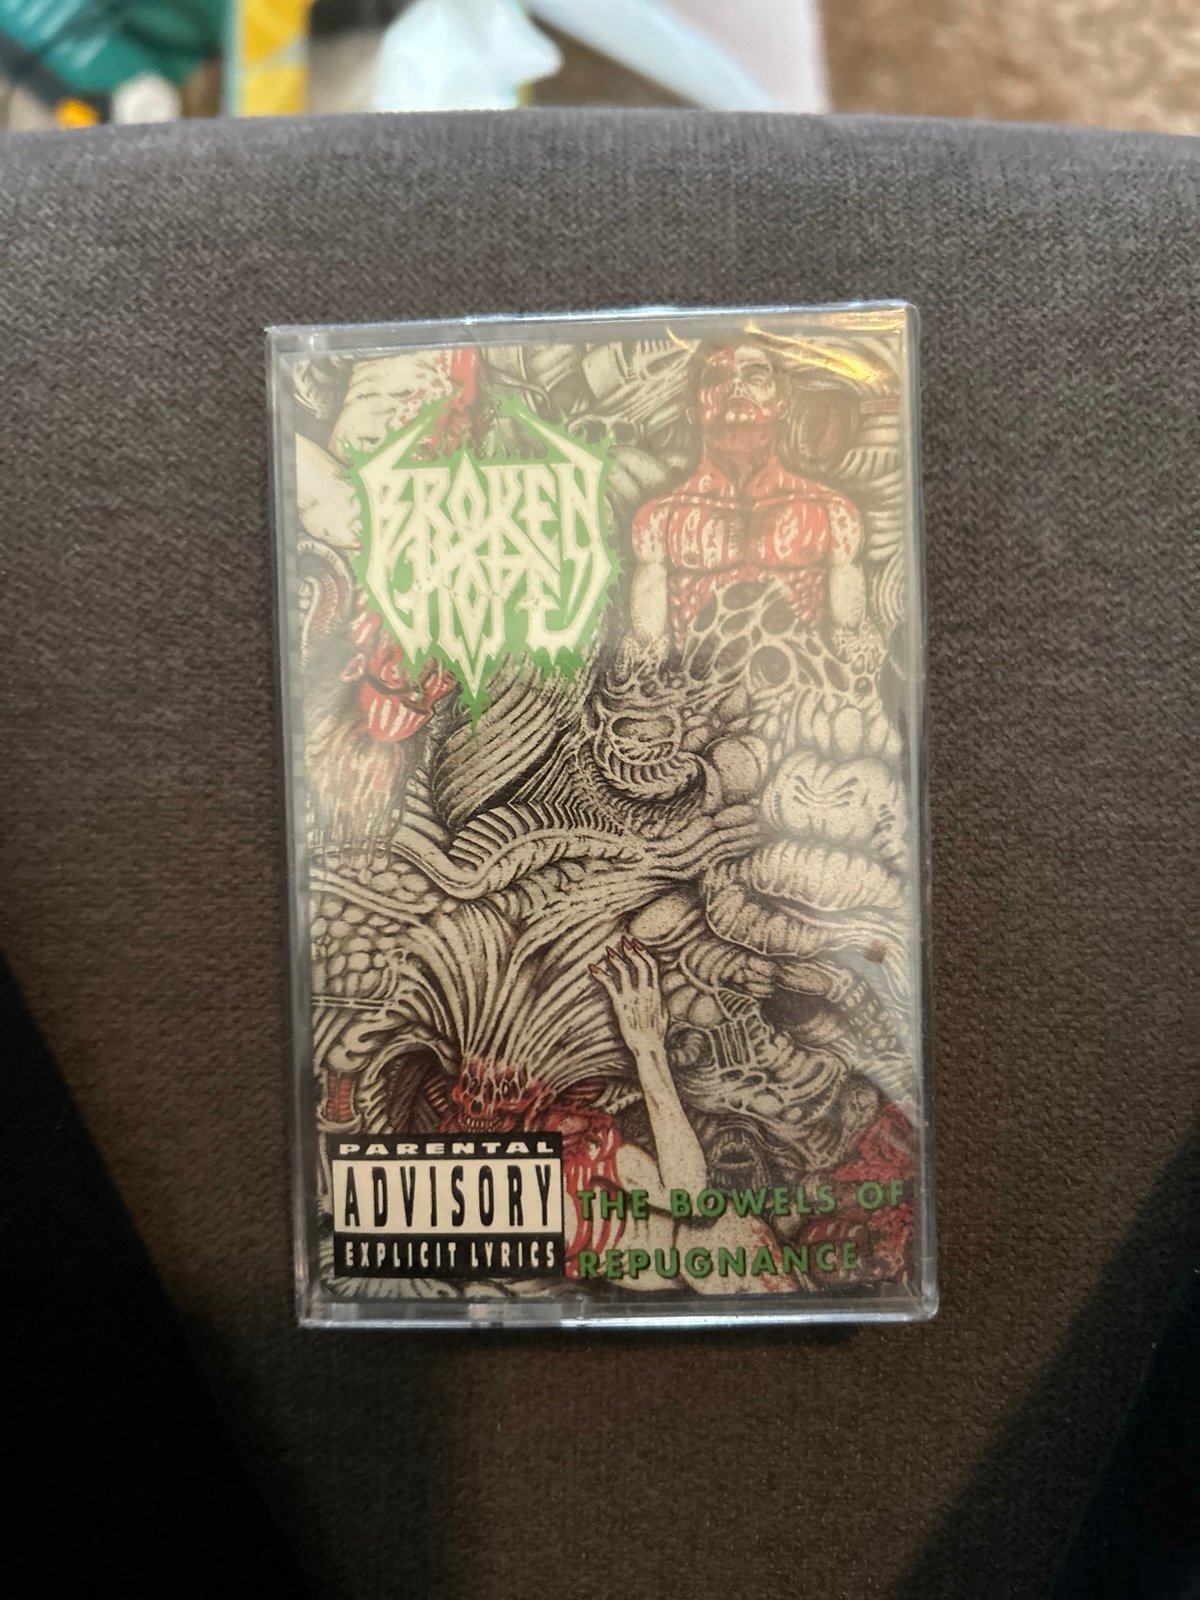 BROKEN
HOPE
PARENTAL
ADVISORY
EXPLICIT LYRICS
THE BOWELS OF
REPUGNANCE